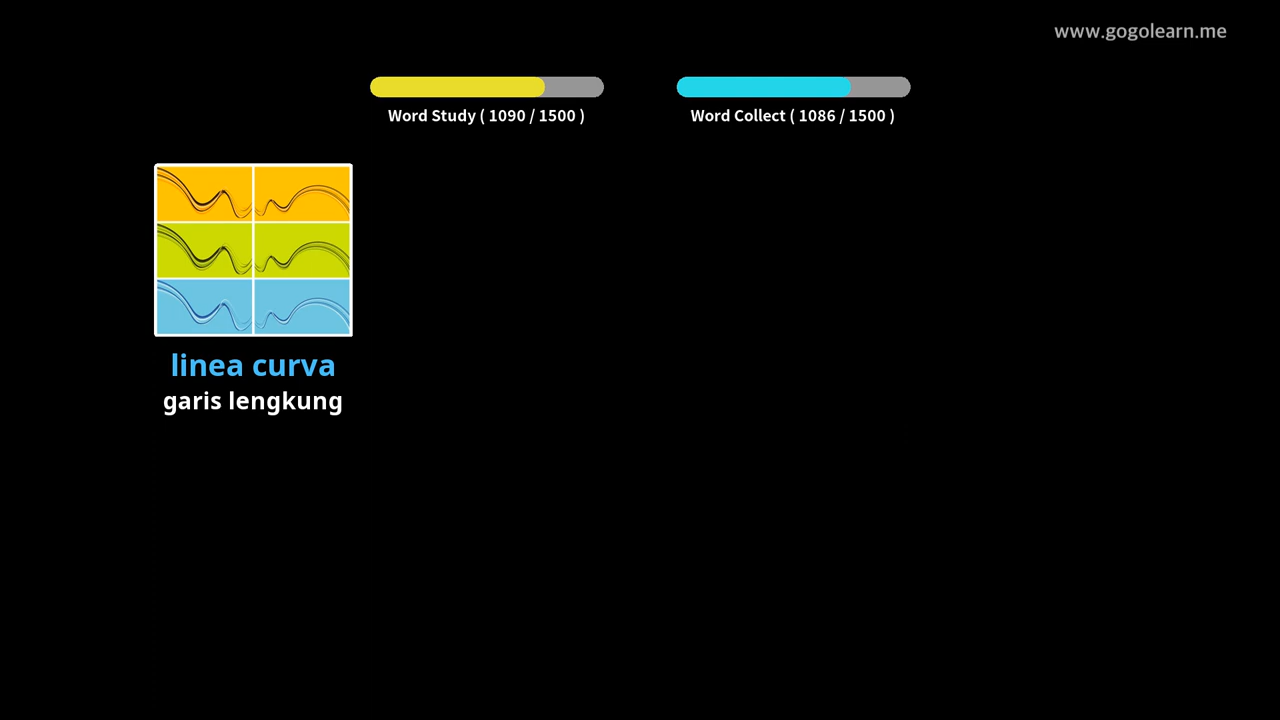 www.gogolearn.me
Word Study ( 1090 / 1500 )
Word Collect ( 1086 / 1500 )
linea curva
garis lengkung